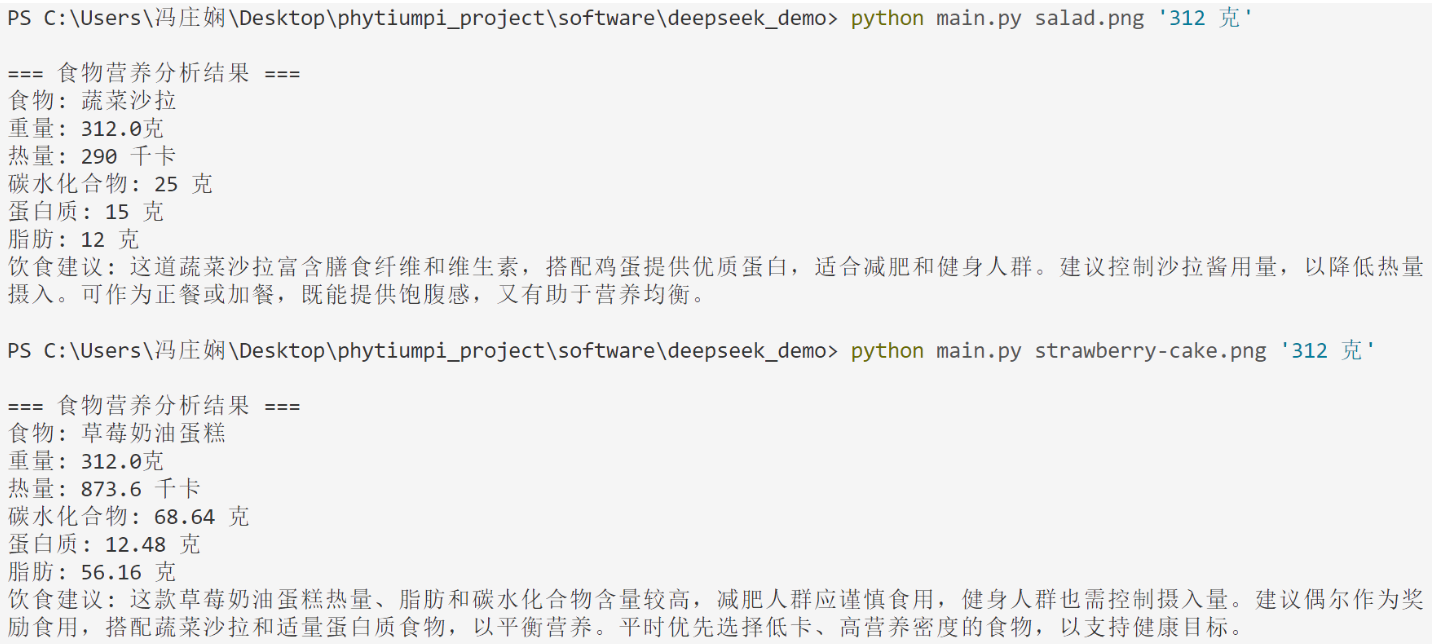 PS C:\Users\冯庄娴\Desktop\phytiumpi_project\software\deepseek_demo> python main.py salad.png '312 克'
=== 食物营养分析结果 ===
食物: 蔬菜沙拉
重量: 312.0克
热量: 290 千卡
碳水化合物: 25 克
蛋白质: 15 克
脂肪: 12 克
饮食建议: 这道蔬菜沙拉富含膳食纤维和维生素，搭配鸡蛋提供优质蛋白，适合减肥和健身人群。建议控制沙拉酱用量，以降低热量
摄入。可作为正餐或加餐，既能提供饱腹感，又有助于营养均衡。
PS C:\Users\冯庄娴\Desktop\phytiumpi_project\software\deepseek_demo> python main.py strawberry-cake.png '312 克'
=== 食物营养分析结果 ===
食物: 草莓奶油蛋糕
重量: 312.0克
热量: 873.6 千卡
碳水化合物: 68.64 克
蛋白质: 12.48 克
脂肪: 56.16 克
饮食建议: 这款草莓奶油蛋糕热量、脂肪和碳水化合物含量较高，减肥人群应谨慎食用，健身人群也需控制摄入量。建议偶尔作为奖
励食用，搭配蔬菜沙拉和适量蛋白质食物，以平衡营养。平时优先选择低卡、高营养密度的食物，以支持健康目标。